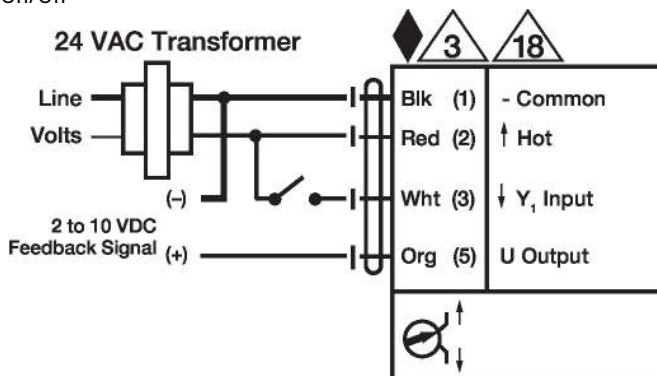 On/Off
24 VAC Transformer
3
18
Line
Volts
Blk (1) - Common
Red (2) ↑ Hot
(–) Wht (3) ↓ Y₁ Input
2 to 10 VDC
Feedback Signal (+) Org (5) U Output